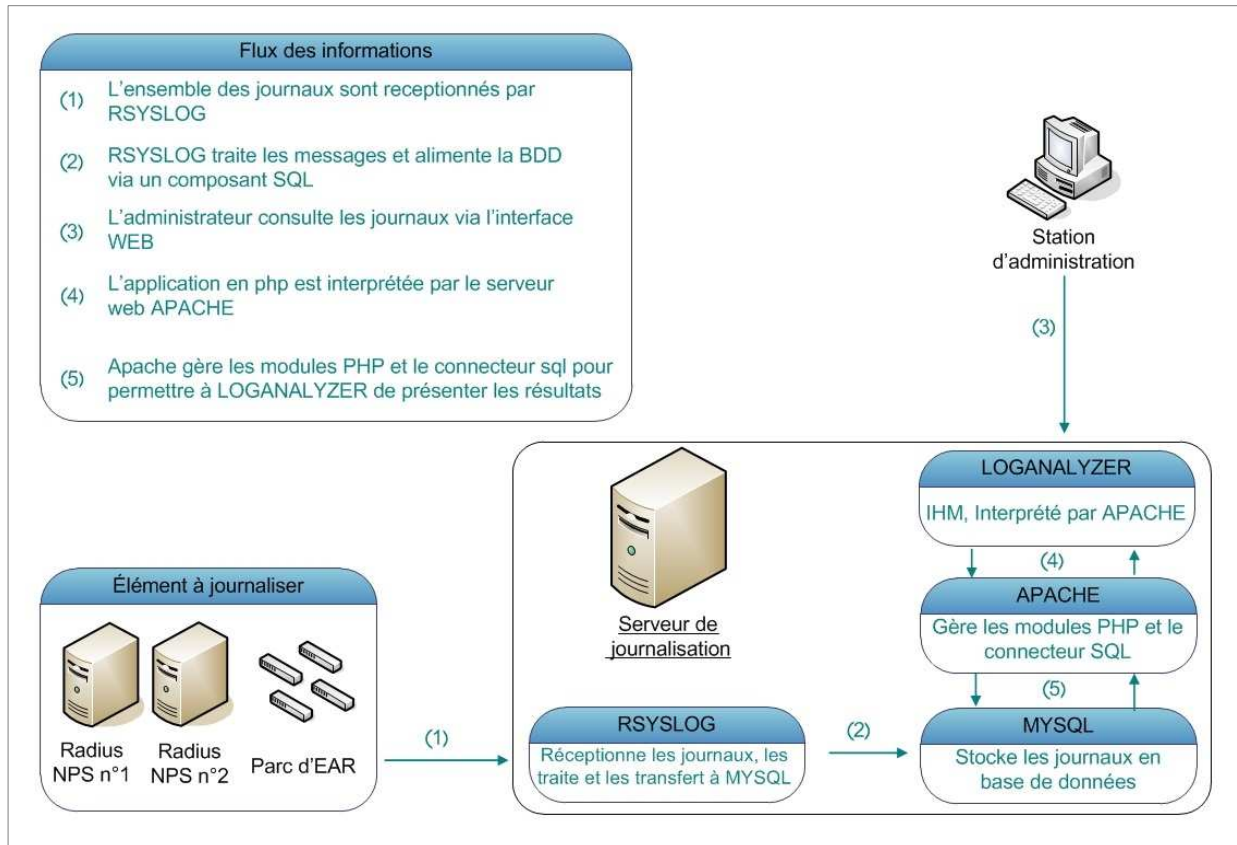 Flux des informations
(1) L'ensemble des journaux sont receptionnés par
RSYSLOG
(2) RSYSLOG traite les messages et alimente la BDD
via un composant SQL
(3) L'administrateur consulte les journaux via l'interface
WEB
(4) L'application en php est interprétée par le serveur
web APACHE
(5) Apache gère les modules PHP et le connecteur sql pour
permettre à LOGANALYZER de présenter les résultats
Station
d'administration
(3)
LOGANALYZER
IHM, Interprété par APACHE
(4)
APACHE
Gère les modules PHP et le
connecteur SQL
(5)
MYSQL
Stocke les journaux en
base de données
Serveur de
journalisation
Élément à journaliser
Radius
NPS n°1
Radius
NPS n°2
Parc d'EAR
(1)
RSYSLOG
Réceptionne les journaux, les
traite et les transfert à MYSQL
(2)